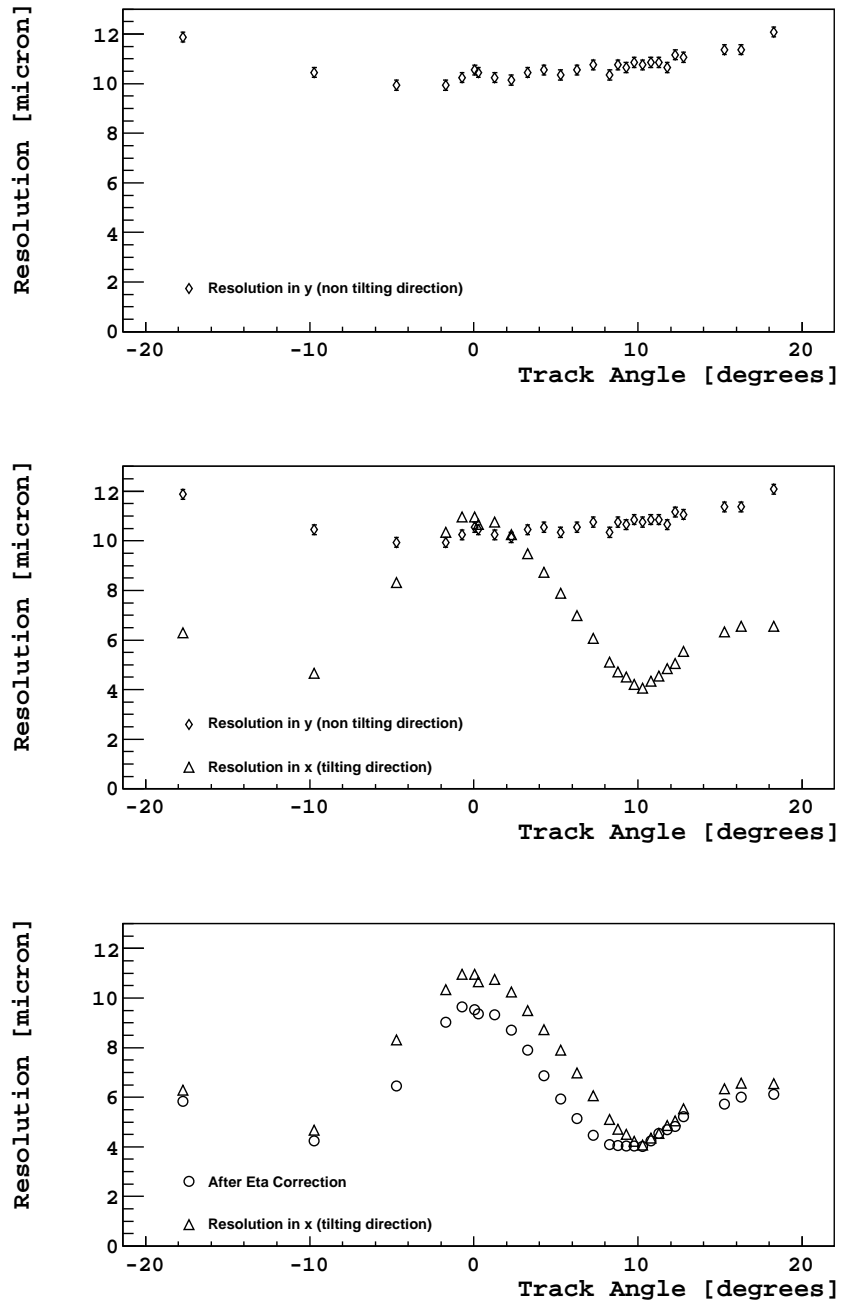 Resolution [micron]
12
10
8
6
4
2
0
Resolution in y (non tilting direction)
-20 -10 0 10 20
Track Angle [degrees]
Resolution [micron]
12
10
8
6
4
2
0
Resolution in y (non tilting direction)
Resolution in x (tilting direction)
-20 -10 0 10 20
Track Angle [degrees]
Resolution [micron]
12
10
8
6
4
2
0
After Eta Correction
Resolution in x (tilting direction)
-20 -10 0 10 20
Track Angle [degrees]